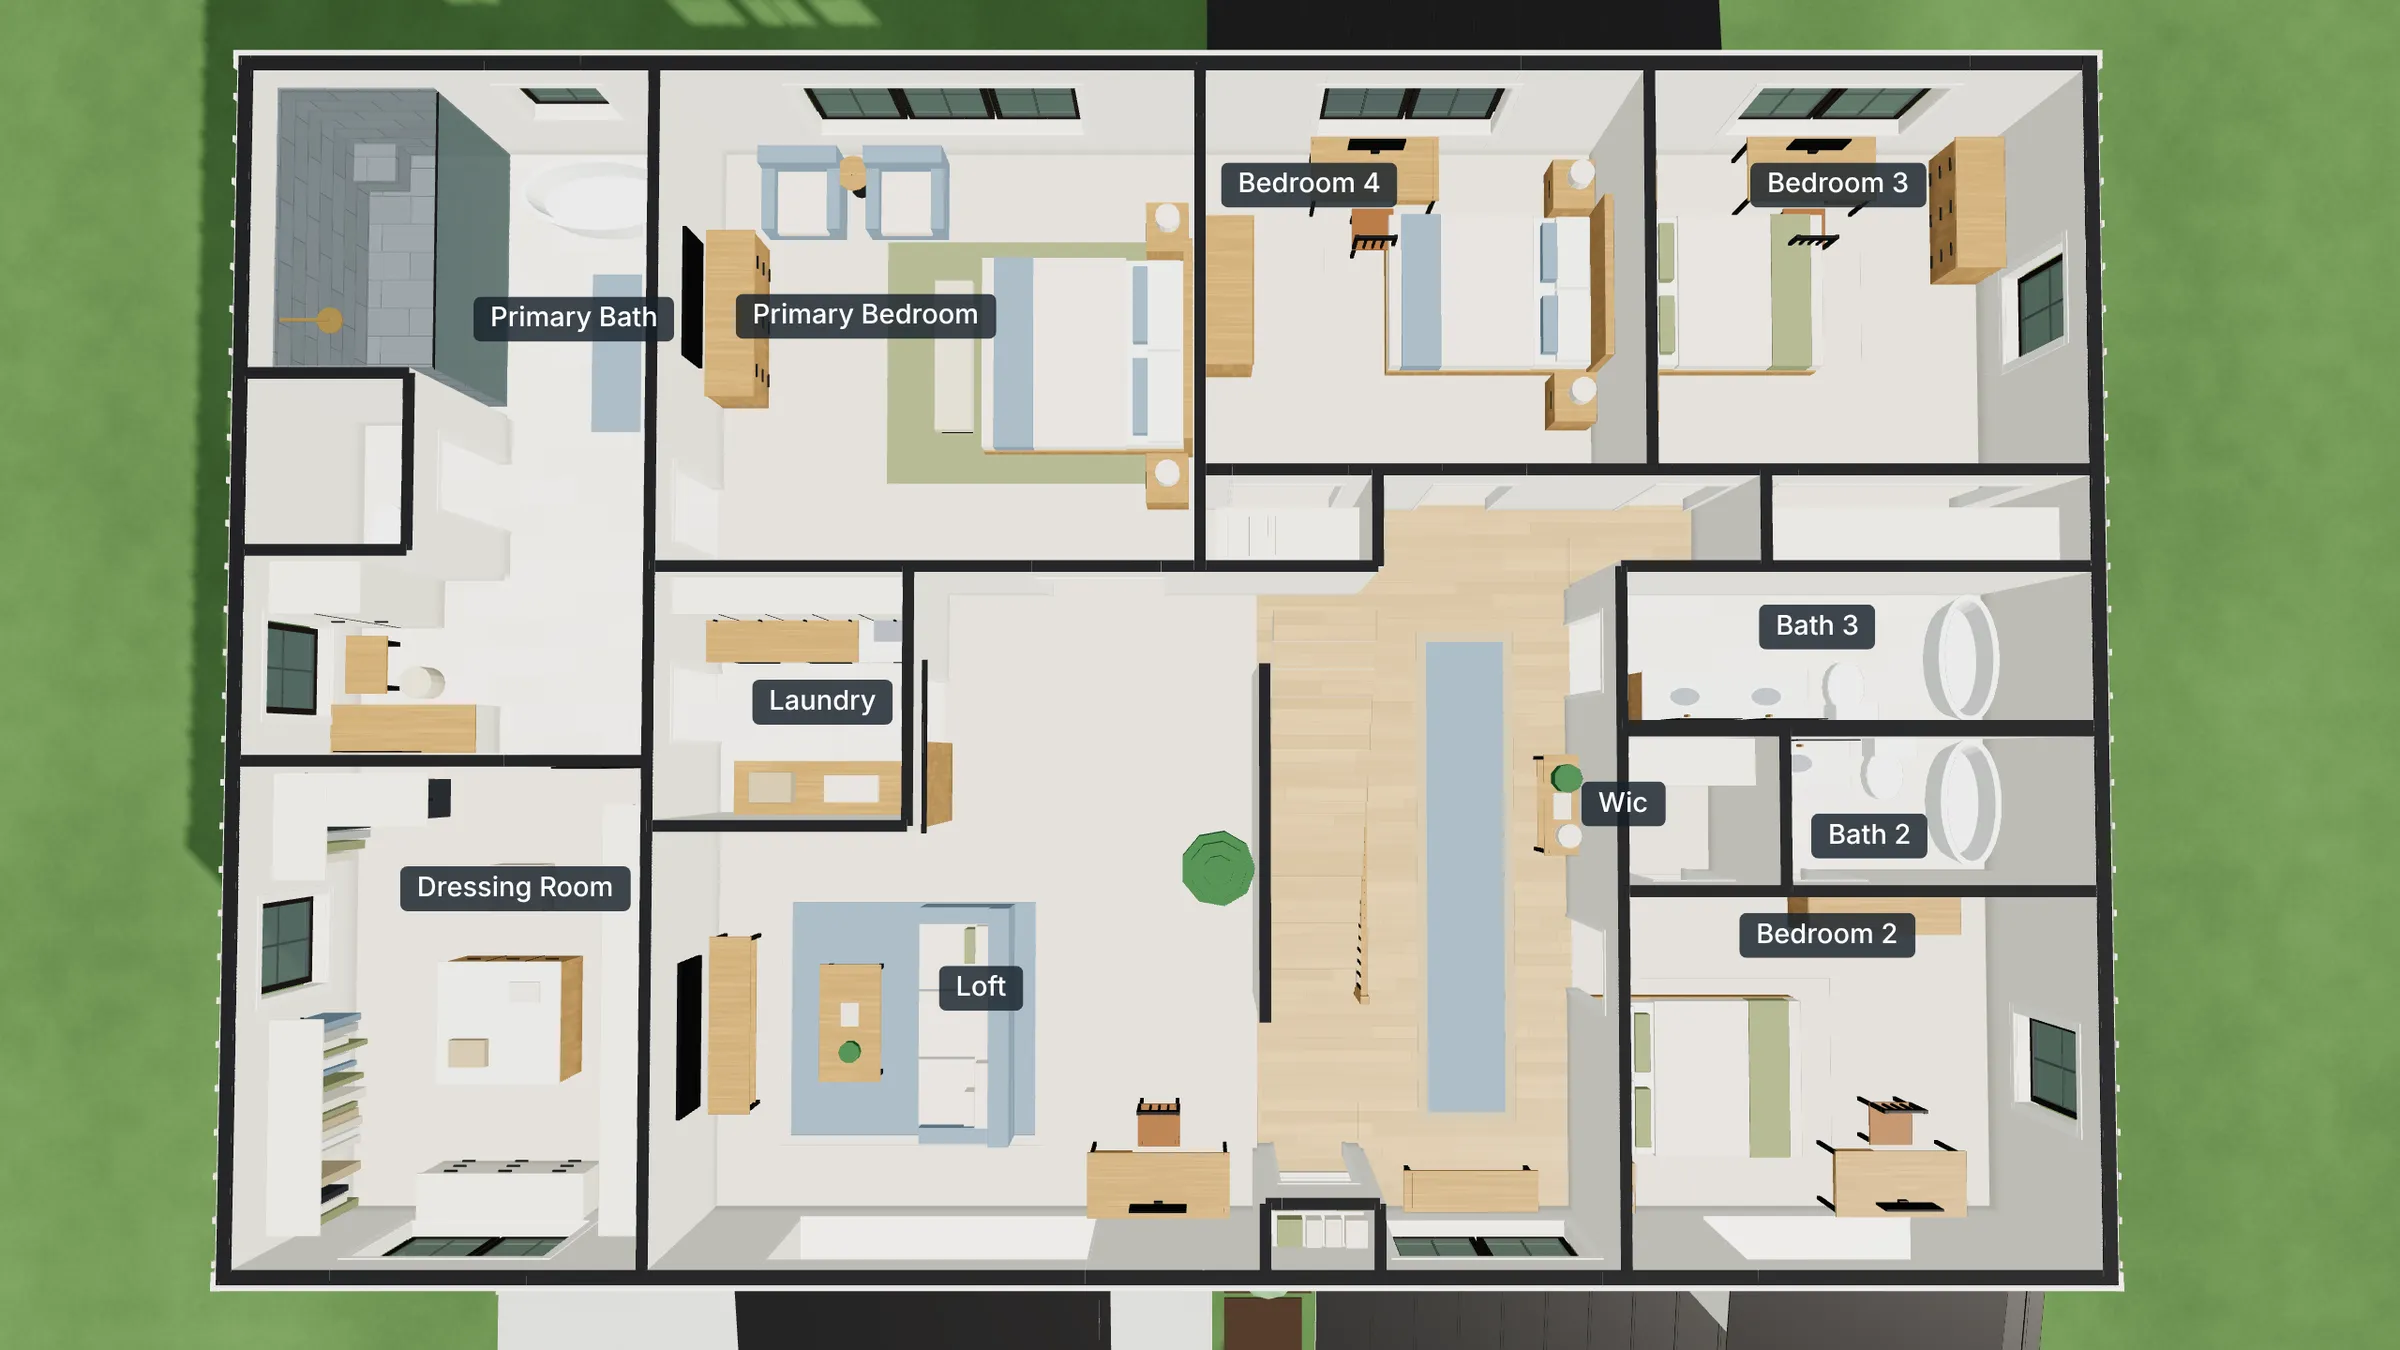 Bedroom 4
Bedroom 3
Primary Bath
Primary Bedroom
Bath 3
Laundry
Wic
Bath 2
Dressing Room
Bedroom 2
Loft